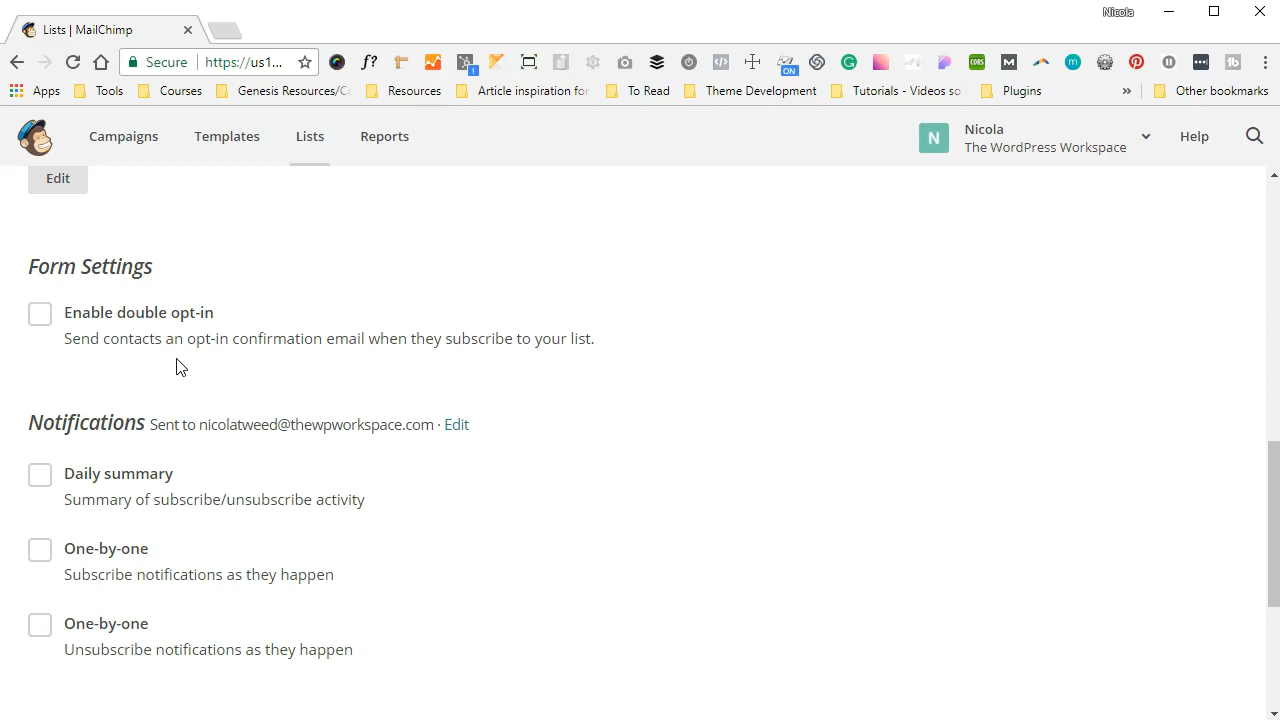 Nicola
Lists | MailChimp
Secure https://us1...
f?
!
ON
CORS
M
m
Apps Tools Courses Genesis Resources/C Resources Article inspiration for To Read Theme Development Tutorials - Videos so Plugins » Other bookmarks
Campaigns Templates Lists Reports
N
Nicola
The WordPress Workspace
Help
Edit
Form Settings
Enable double opt-in
Send contacts an opt-in confirmation email when they subscribe to your list.
Notifications Sent to nicolatweed@thewpworkspace.com · Edit
Daily summary
Summary of subscribe/unsubscribe activity
One-by-one
Subscribe notifications as they happen
One-by-one
Unsubscribe notifications as they happen